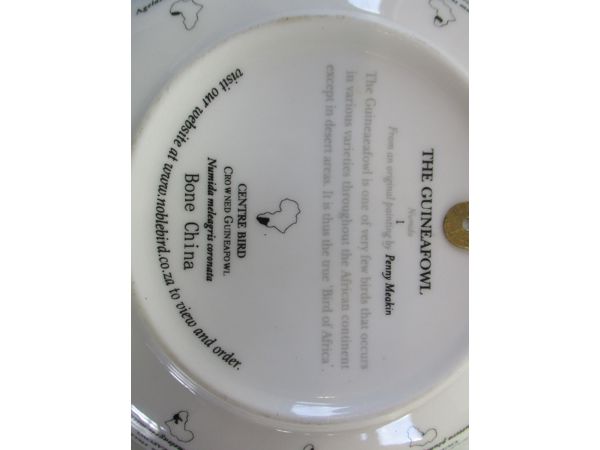 THE GUINEAFOWL
Numida
1
From an original painting by Penny Meakin
The Guineaeafowl is one of very few birds that occurs
in various varieties throughout the African continent
except in desert areas. It is thus the true 'Bird of Africa'.
CENTRE BIRD
CROWNED GUINEAFOWL
Numida meleagris coronata
Bone China
visit our website at www.noblebird.co.za to view and order.